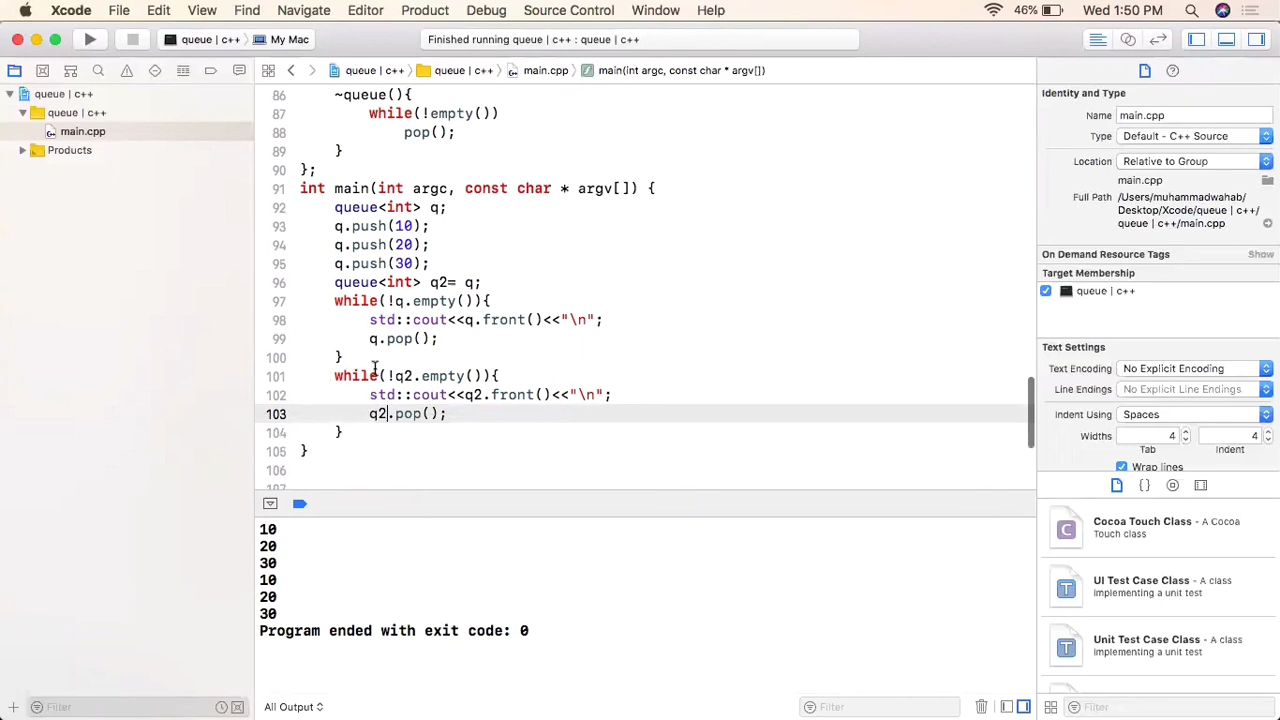 Xcode File Edit View Find Navigate Editor Product Debug Source Control Window Help 46% Wed 1:50 PM
queue | c++ My Mac Finished running queue | c++ : queue | c++
queue | c++ queue | c++ main.cpp main(int argc, const char * argv[])
queue | c++
queue | c++
main.cpp
Products
86 ~queue(){
87 while(!empty())
88 pop();
89 }
90 };
91 int main(int argc, const char * argv[]) {
92 queue<int> q;
93 q.push(10);
94 q.push(20);
95 q.push(30);
96 queue<int> q2= q;
97 while(!q.empty()){
98 std::cout<<q.front()<<"\n";
99 q.pop();
100 }
101 while(!q2.empty()){
102 std::cout<<q2.front()<<"\n";
103 q2.pop();
104 }
105 }
106
107
10
20
30
10
20
30
Program ended with exit code: 0
Filter
All Output
Filter
Identity and Type
Name main.cpp
Type Default - C++ Source
Location Relative to Group
main.cpp
Full Path /Users/muhammadwahab/
Desktop/Xcode/queue | c++/
queue | c++/main.cpp
On Demand Resource Tags Show
Target Membership
queue | c++
Text Settings
Text Encoding No Explicit Encoding
Line Endings No Explicit Line Endings
Indent Using Spaces
Widths 4 4
Tab Indent
Wrap lines
Cocoa Touch Class - A Cocoa
Touch class
UI Test Case Class - A class
implementing a unit test
Unit Test Case Class - A class
implementing a unit test
Filter